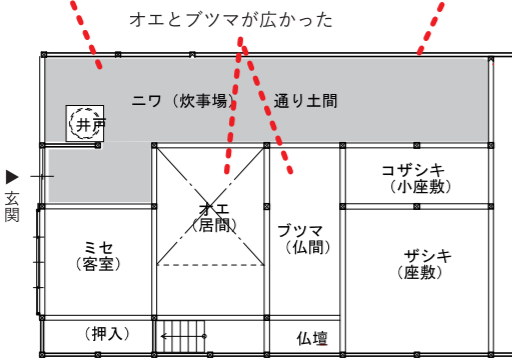 オエとブツマが広かった
ニワ（炊事場） 通り土間
井戸
▶玄関
コザシキ
（小座敷）
オエ
（居間）
ブツマ
（仏間）
ミセ
（客室）
ザシキ
（座敷）
（押入）
仏壇